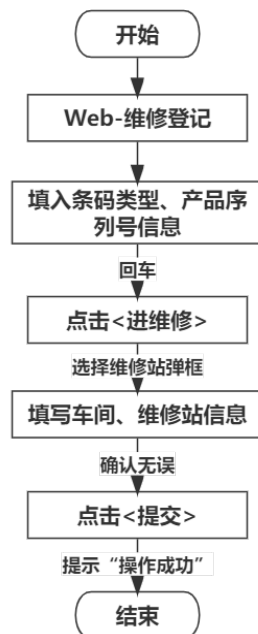 开始
Web-维修登记
填入条码类型、产品序
列号信息
回车
点击<进维修>
选择维修站弹框
填写车间、维修站信息
确认无误
点击<提交>
提示“操作成功”
结束